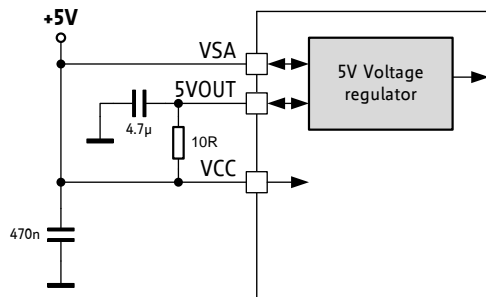 +5V
VSA
5V Voltage
regulator
5VOUT
4.7µ
10R
VCC
470n